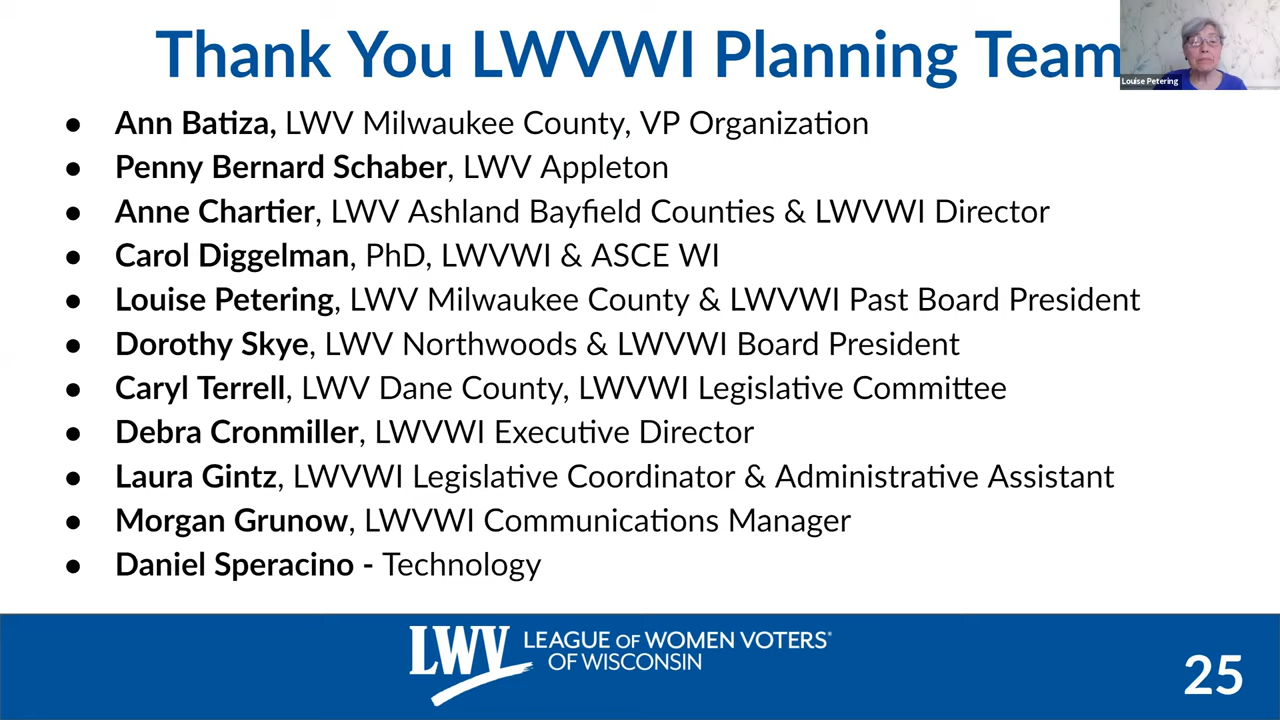 Thank You LWVWI Planning Team
Louise Petering
● Ann Batiza, LWV Milwaukee County, VP Organization
● Penny Bernard Schaber, LWV Appleton
● Anne Chartier, LWV Ashland Bayfield Counties & LWVWI Director
● Carol Diggelman, PhD, LWVWI & ASCE WI
● Louise Petering, LWV Milwaukee County & LWVWI Past Board President
● Dorothy Skye, LWV Northwoods & LWVWI Board President
● Caryl Terrell, LWV Dane County, LWVWI Legislative Committee
● Debra Cronmiller, LWVWI Executive Director
● Laura Gintz, LWVWI Legislative Coordinator & Administrative Assistant
● Morgan Grunow, LWVWI Communications Manager
● Daniel Speracino - Technology
LWV LEAGUE OF WOMEN VOTERS®
OF WISCONSIN
25